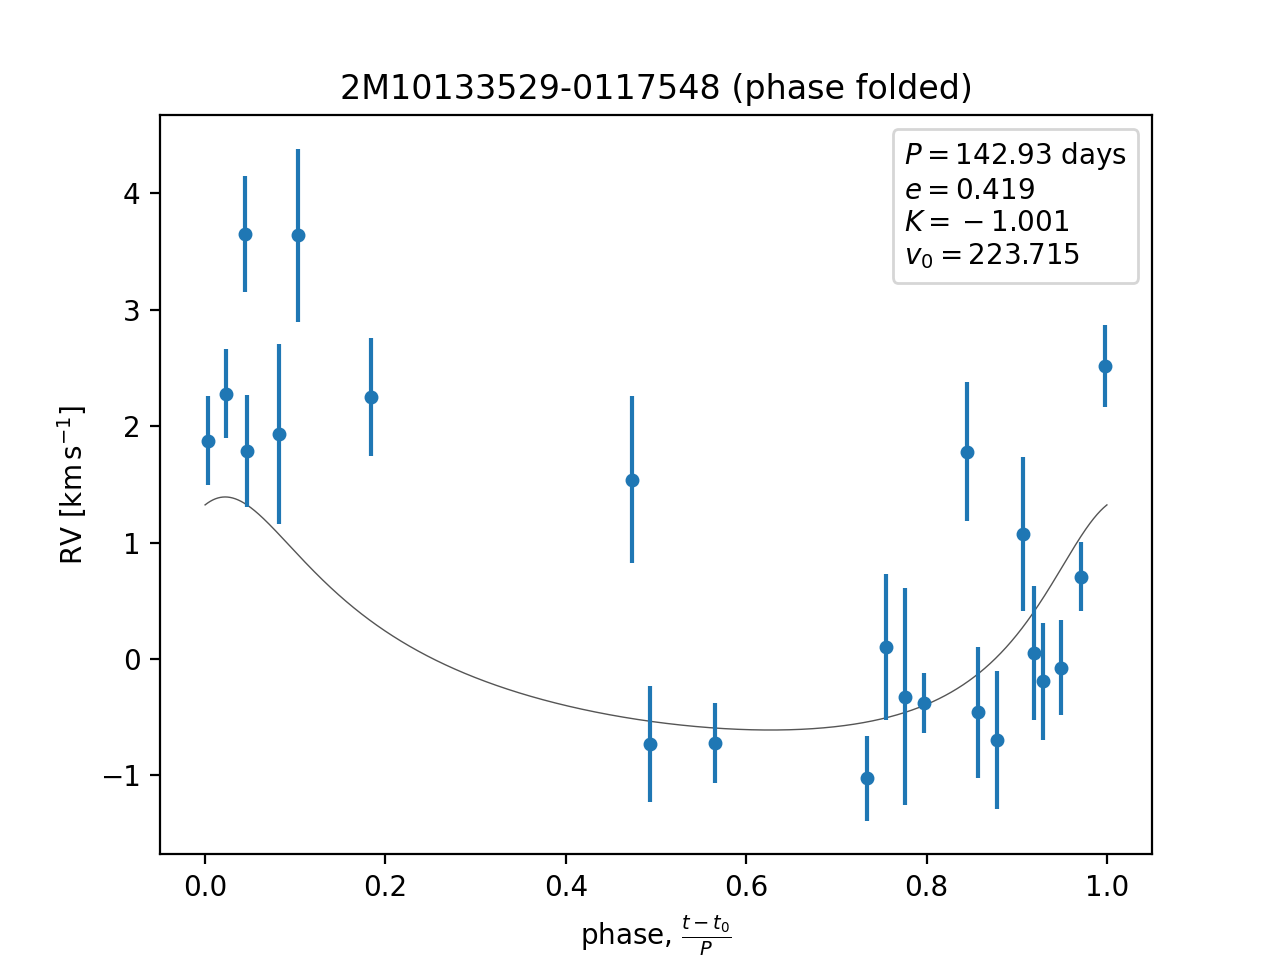 2M10133529-0117548 (phase folded)
P = 142.93 days
e = 0.419
K = − 1.001
v₀ = 223.715
4
3
2
1
0
−1
RV [km s⁻¹]
0.0 0.2 0.4 0.6 0.8 1.0
phase, (t − t₀)/P